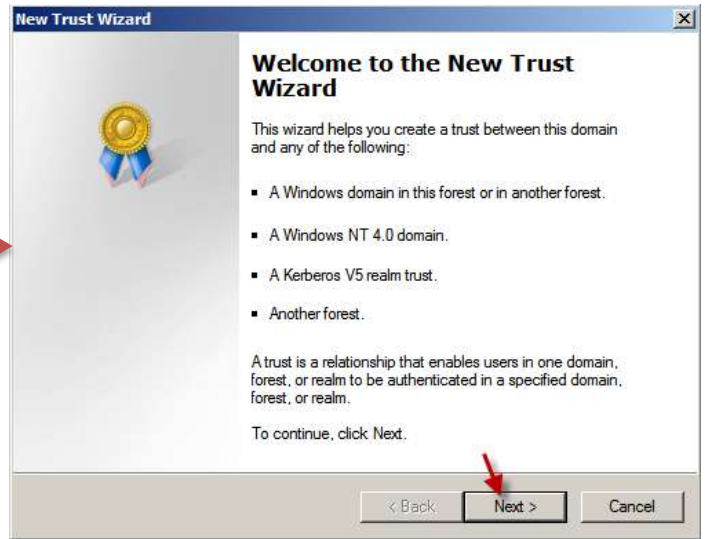 New Trust Wizard
Welcome to the New Trust
Wizard
This wizard helps you create a trust between this domain
and any of the following:
▪ A Windows domain in this forest or in another forest.
▪ A Windows NT 4.0 domain.
▪ A Kerberos V5 realm trust.
▪ Another forest.
A trust is a relationship that enables users in one domain,
forest, or realm to be authenticated in a specified domain,
forest, or realm.
To continue, click Next.
< Back Next > Cancel